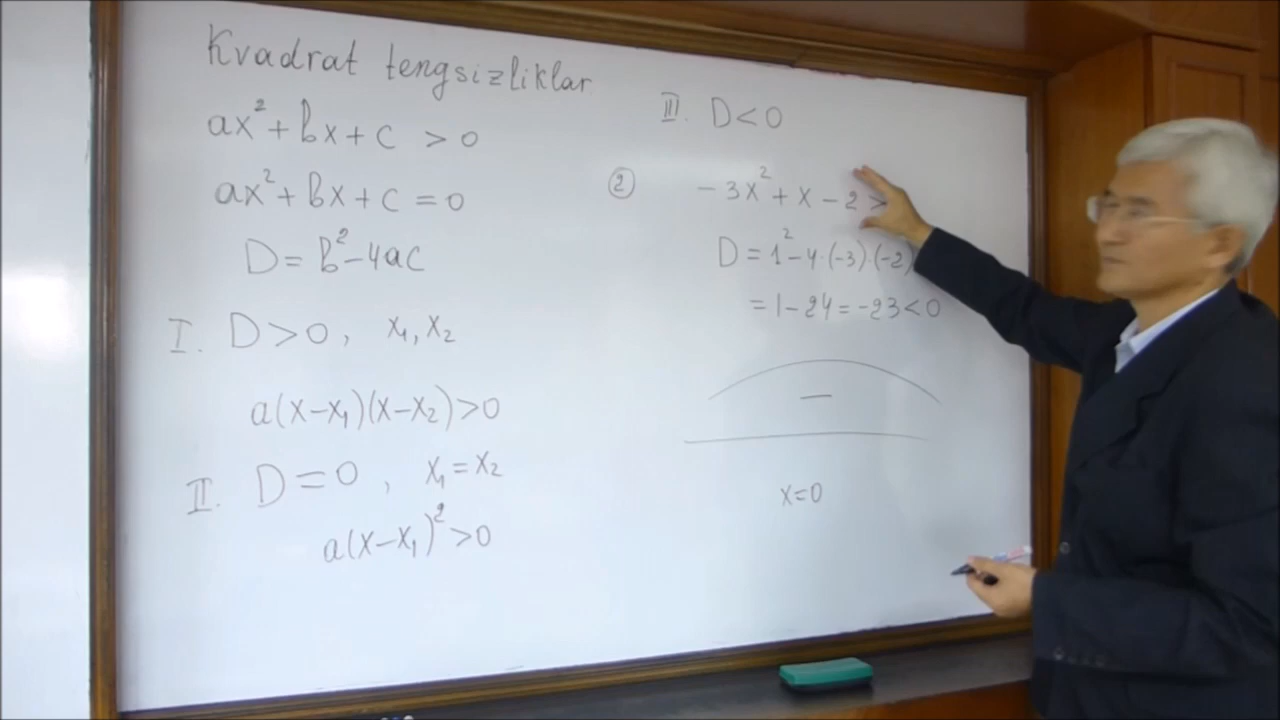 Kvadrat tengsizliklar
ax² + bx + c > 0
ax² + bx + c = 0
D = b² - 4ac
I. D > 0, x₁, x₂
a(x - x₁)(x - x₂) > 0
II. D = 0, x₁ = x₂
a(x - x₁)² > 0
III. D < 0
② - 3x² + x - 2 >
D = 1² - 4·(-3)·(-2)
= 1 - 24 = -23 < 0
—
x = 0